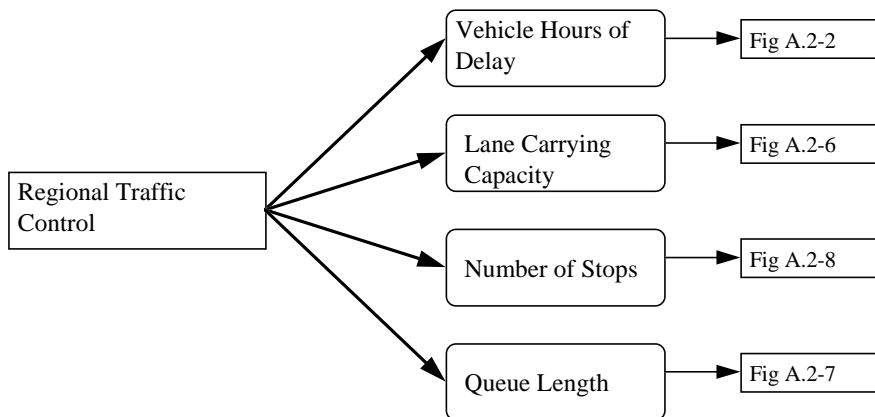 Regional Traffic
Control
Vehicle Hours of
Delay
Fig A.2-2
Lane Carrying
Capacity
Fig A.2-6
Number of Stops
Fig A.2-8
Queue Length
Fig A.2-7